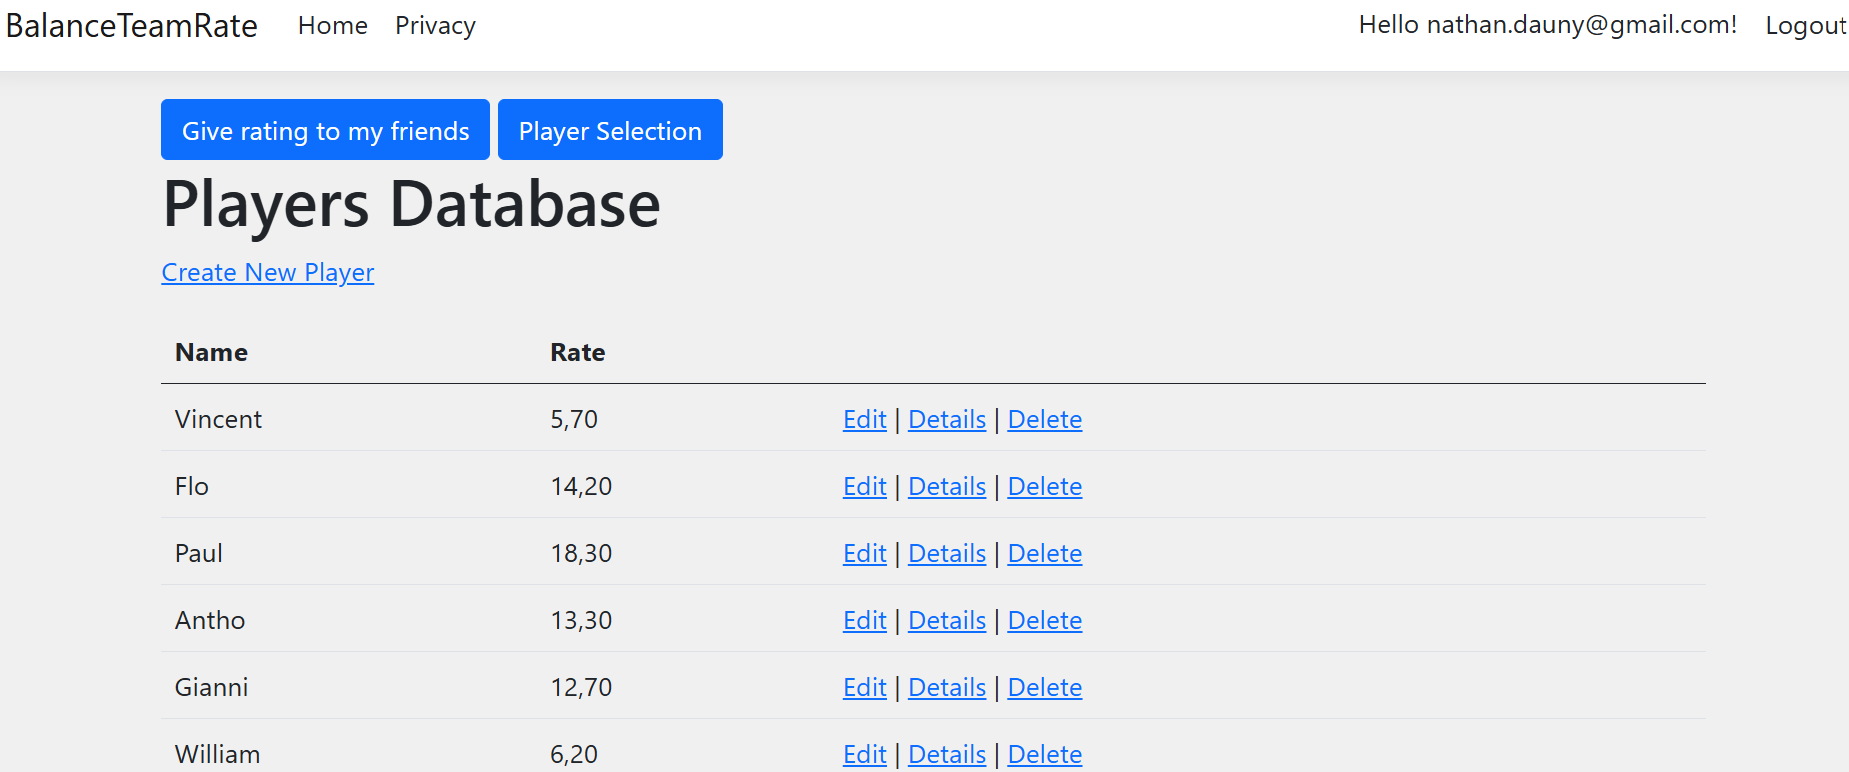 BalanceTeamRate Home Privacy Hello nathan.dauny@gmail.com! Logout
Give rating to my friends Player Selection
Players Database
Create New Player
Name Rate
Vincent 5,70 Edit | Details | Delete
Flo 14,20 Edit | Details | Delete
Paul 18,30 Edit | Details | Delete
Antho 13,30 Edit | Details | Delete
Gianni 12,70 Edit | Details | Delete
William 6,20 Edit | Details | Delete